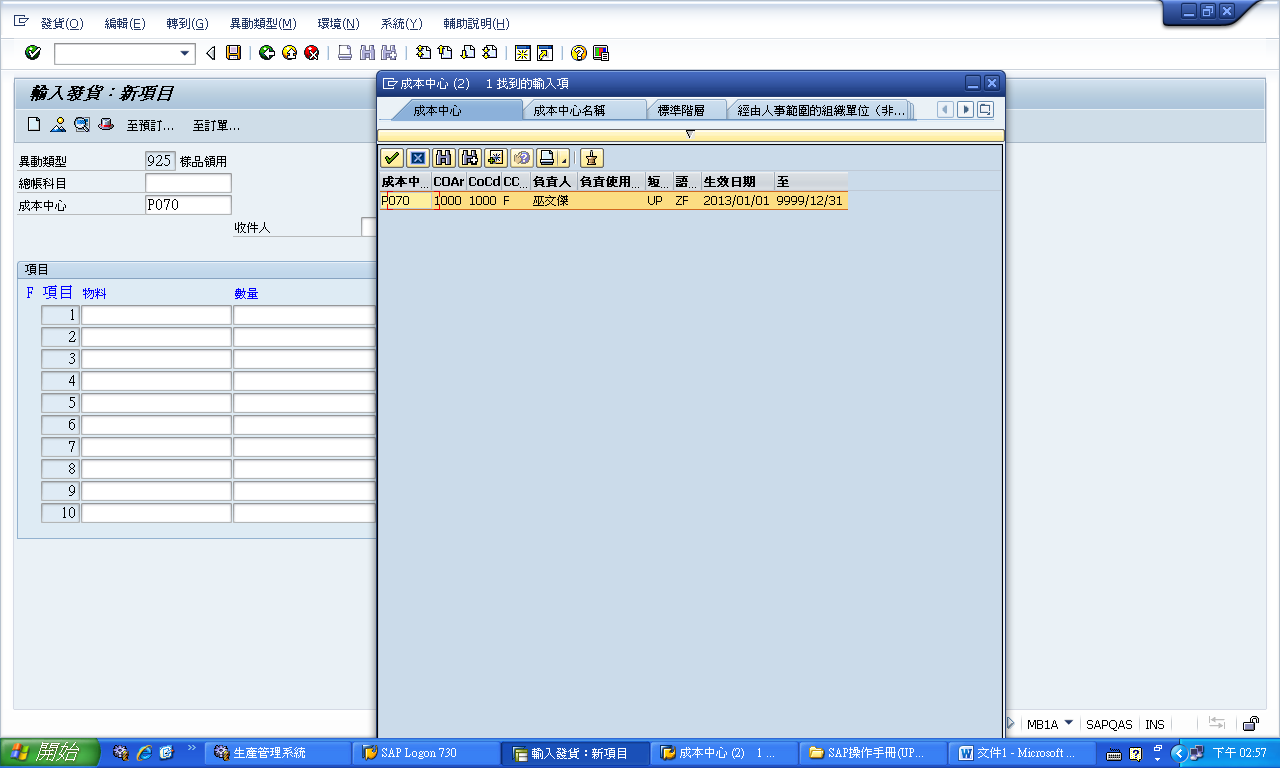 發貨(O) 編輯(E) 轉到(G) 異動類型(M) 環境(N) 系統(Y) 輔助說明(H)
成本中心 (2) 1 找到的輸入項
輸入發貨：新項目
成本中心 成本中心名稱 標準階層 經由人事範圍的組織單位（非...
至預訂... 至訂單...
異動類型 925 樣品領用
總帳科目
成本中心 P070
收件人
成本中... COAr CoCd CC... 負責人 負責使用... 短... 語... 生效日期 至
P070 1000 1000 F 巫文傑 UP ZF 2013/01/01 9999/12/31
項目
F 項目 物料 數量
1
2
3
4
5
6
7
8
9
10
MB1A SAPQAS INS
開始 生產管理系統 SAP Logon 730 輸入發貨：新項目 成本中心 (2) 1 ... SAP操作手冊(UP... 文件1 - Microsoft ... 下午 02:57